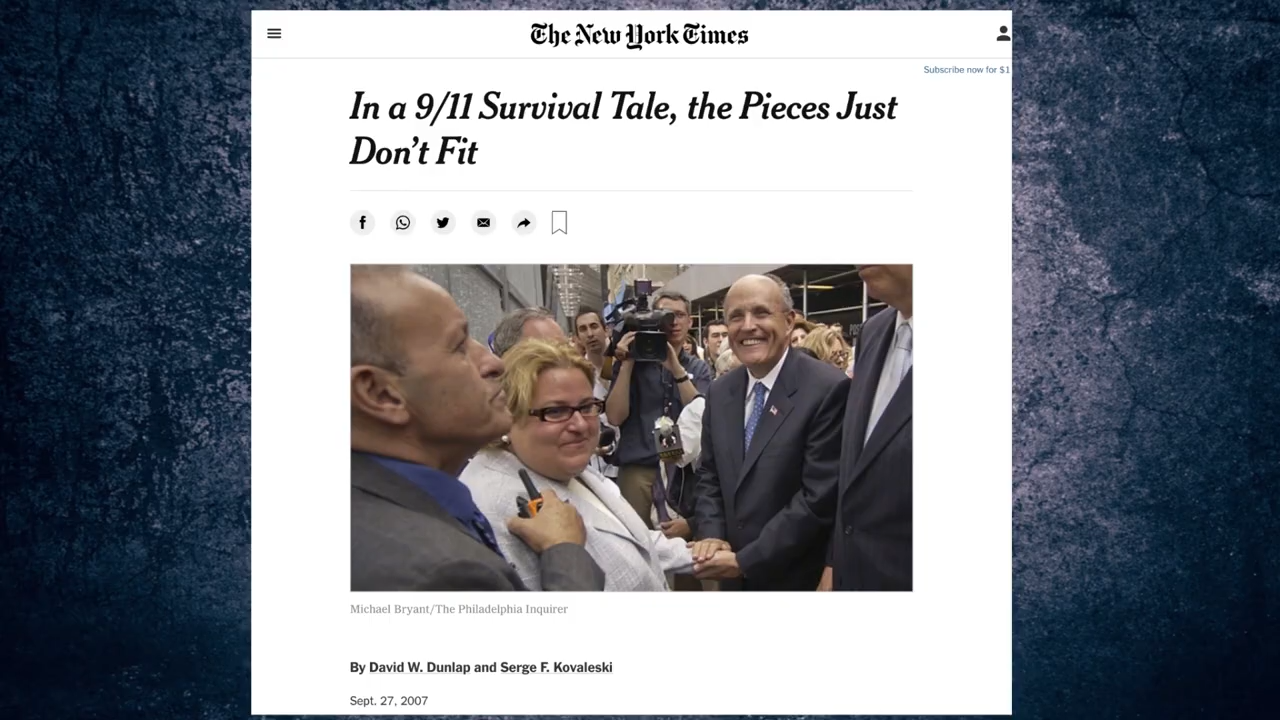 The New York Times
Subscribe now for $1
In a 9/11 Survival Tale, the Pieces Just
Don't Fit
Michael Bryant/The Philadelphia Inquirer
By David W. Dunlap and Serge F. Kovaleski
Sept. 27, 2007